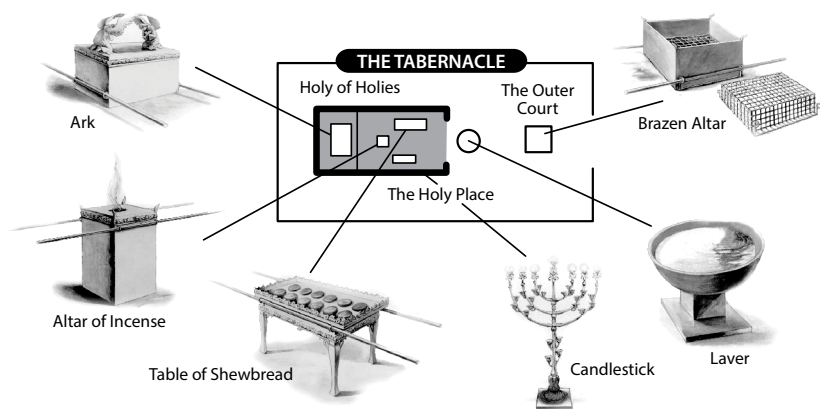 THE TABERNACLE
Holy of Holies
The Outer
Court
Ark
Brazen Altar
The Holy Place
Altar of Incense
Table of Shewbread
Candlestick
Laver